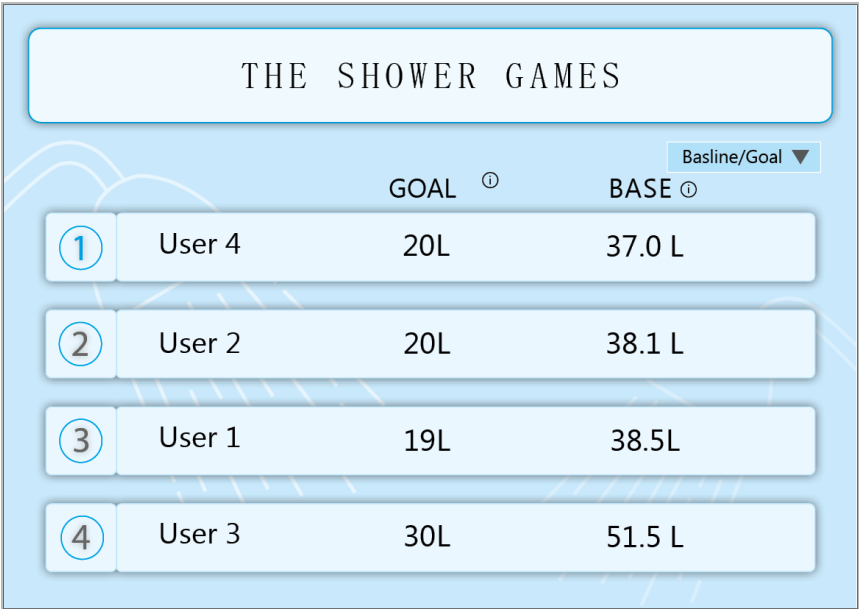 THE SHOWER GAMES
Basline/Goal
GOAL BASE
1 User 4 20L 37.0 L
2 User 2 20L 38.1 L
3 User 1 19L 38.5L
4 User 3 30L 51.5 L